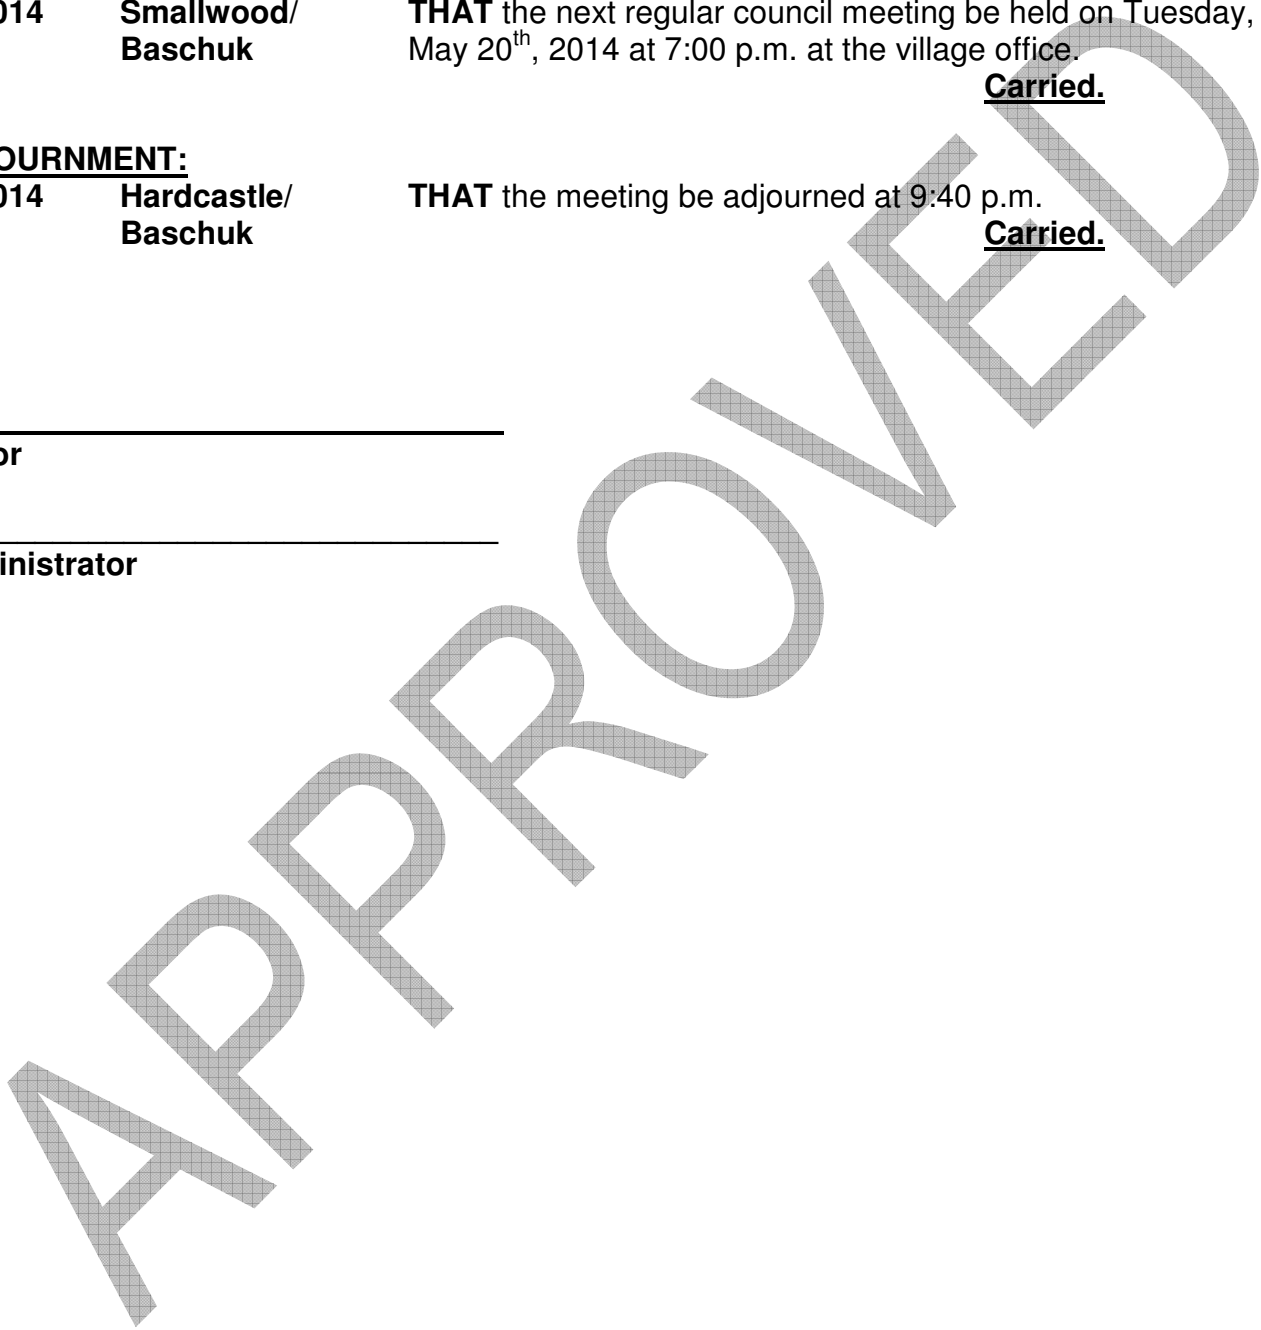 014 Smallwood/ THAT the next regular council meeting be held on Tuesday,
Baschuk May 20th, 2014 at 7:00 p.m. at the village office.
Carried.
OURNMENT:
014 Hardcastle/ THAT the meeting be adjourned at 9:40 p.m.
Baschuk Carried.
or
inistrator
APPROVED